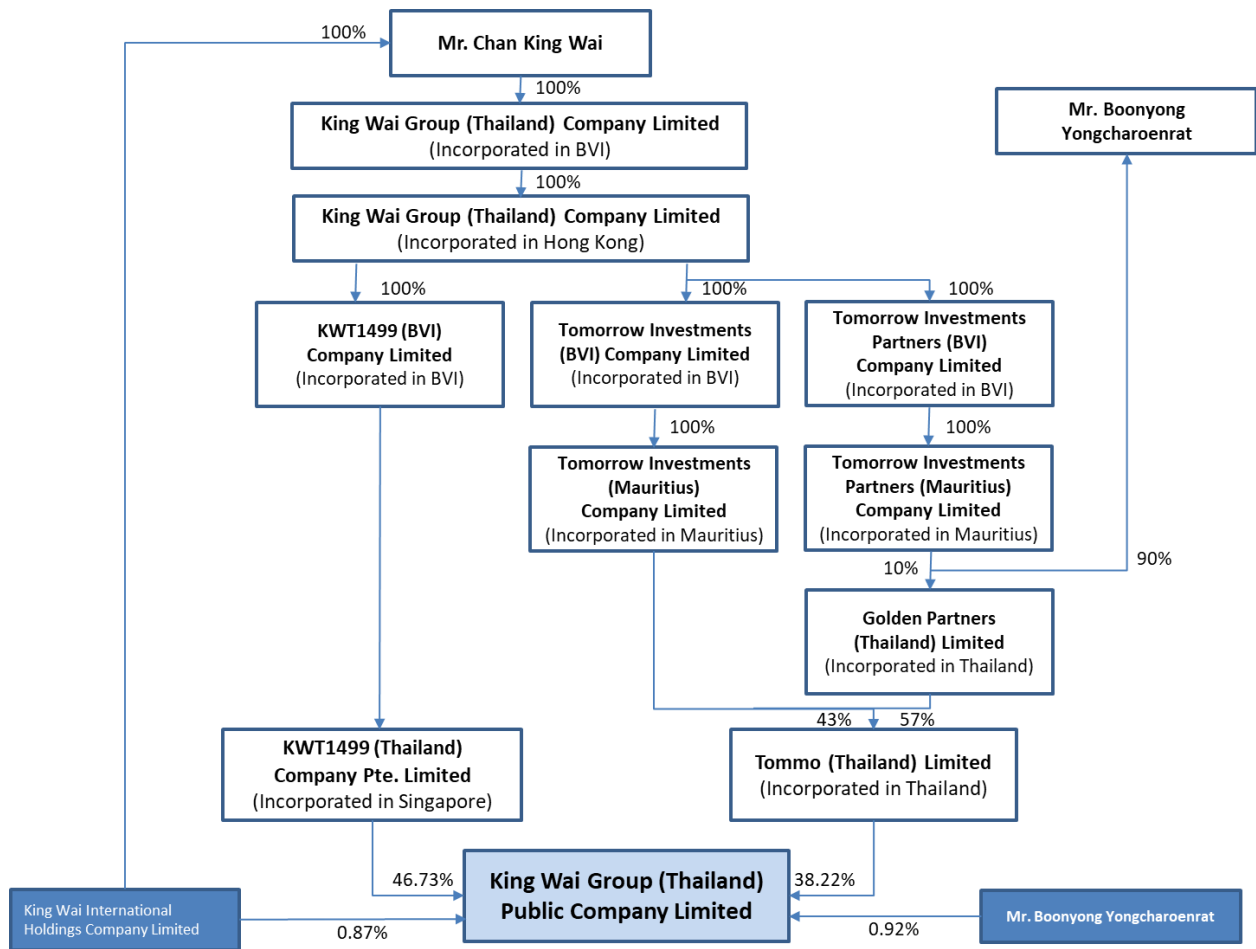 100%
Mr. Chan King Wai
100%
King Wai Group (Thailand) Company Limited
(Incorporated in BVI)
Mr. Boonyong
Yongcharoenrat
100%
King Wai Group (Thailand) Company Limited
(Incorporated in Hong Kong)
100%
100%
100%
KWT1499 (BVI)
Company Limited
(Incorporated in BVI)
Tomorrow Investments
(BVI) Company Limited
(Incorporated in BVI)
Tomorrow Investments
Partners (BVI)
Company Limited
(Incorporated in BVI)
100%
100%
Tomorrow Investments
(Mauritius)
Company Limited
(Incorporated in Mauritius)
Tomorrow Investments
Partners (Mauritius)
Company Limited
(Incorporated in Mauritius)
10%
90%
Golden Partners
(Thailand) Limited
(Incorporated in Thailand)
43%
57%
KWT1499 (Thailand)
Company Pte. Limited
(Incorporated in Singapore)
Tommo (Thailand) Limited
(Incorporated in Thailand)
46.73%
King Wai Group (Thailand)
Public Company Limited
38.22%
King Wai International
Holdings Company Limited
0.87%
0.92%
Mr. Boonyong Yongcharoenrat